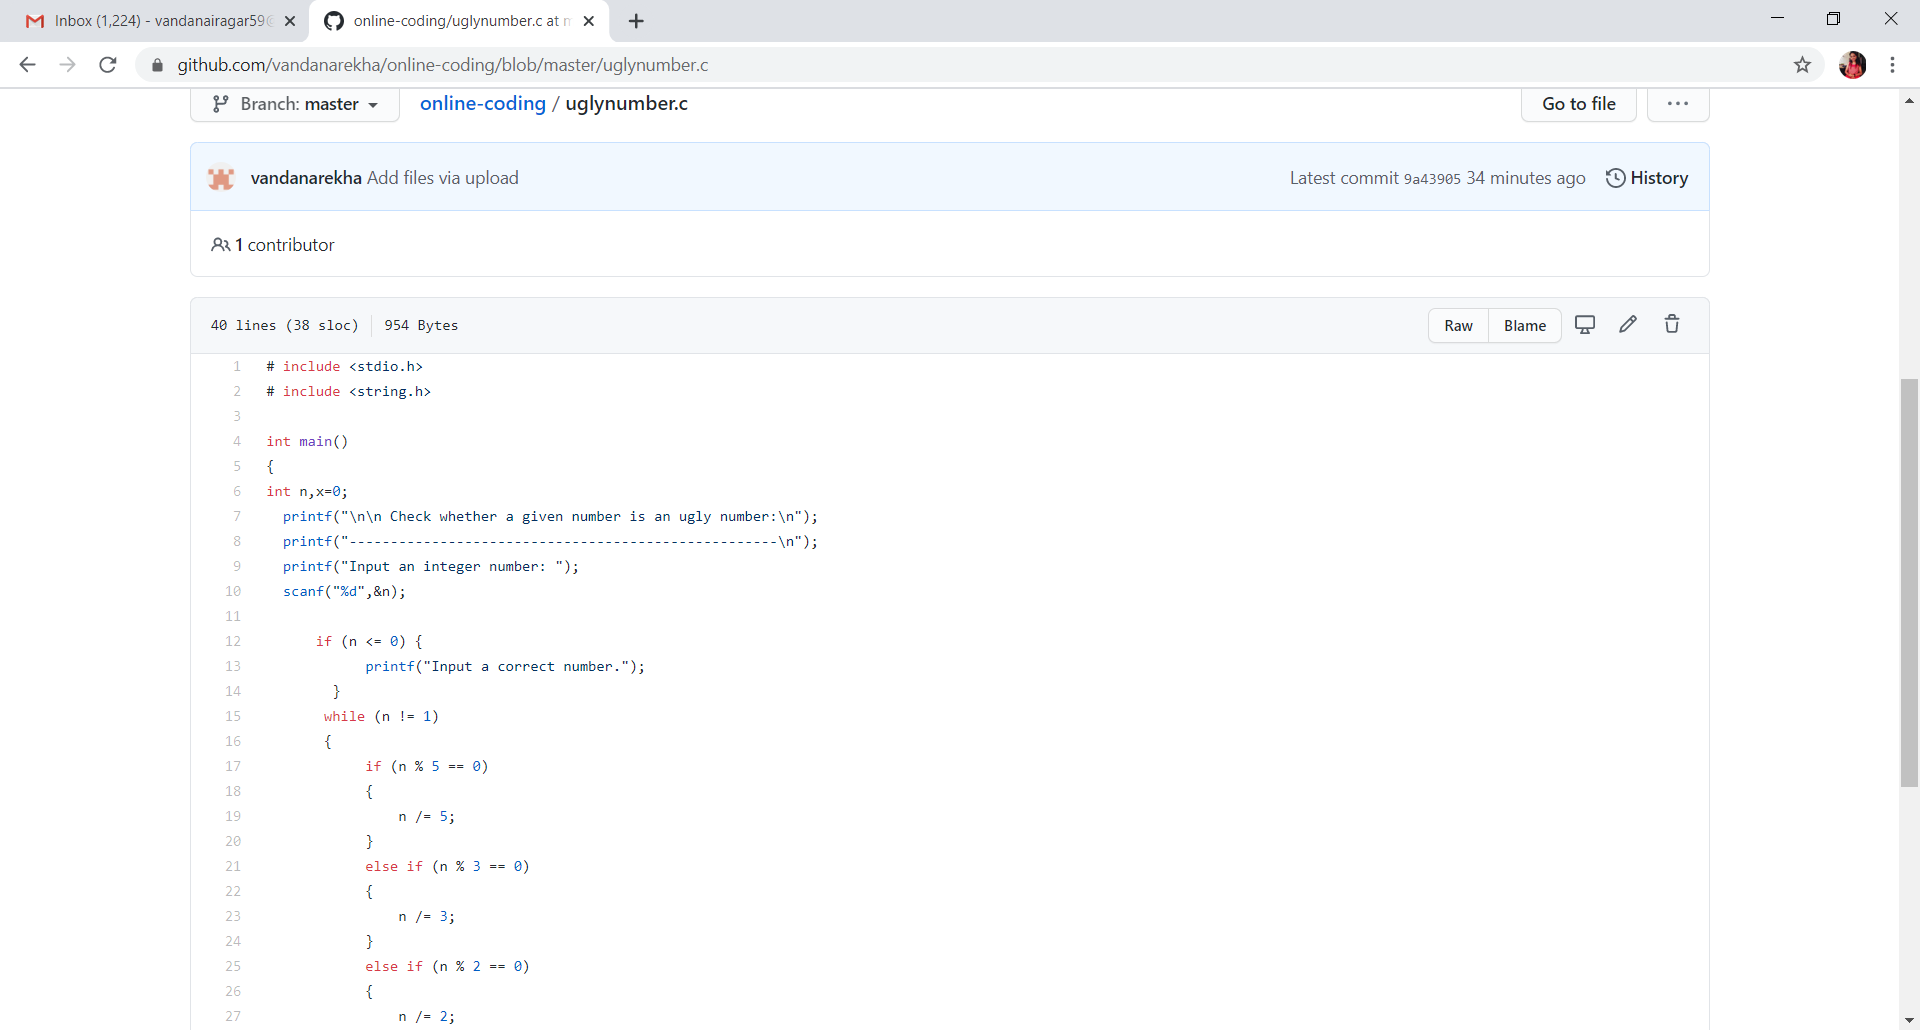 Inbox (1,224) - vandanairagar59@
online-coding/uglynumber.c at m
github.com/vandanarekha/online-coding/blob/master/uglynumber.c
Branch: master
online-coding / uglynumber.c
Go to file
...
vandanarekha Add files via upload
Latest commit 9a43905 34 minutes ago
History
1 contributor
40 lines (38 sloc)
954 Bytes
Raw
Blame
1 # include <stdio.h>
2 # include <string.h>
3
4 int main()
5 {
6 int n,x=0;
7 printf("\n\n Check whether a given number is an ugly number:\n");
8 printf("----------------------------------------------------\n");
9 printf("Input an integer number: ");
10 scanf("%d",&n);
11
12 if (n <= 0) {
13 printf("Input a correct number.");
14 }
15 while (n != 1)
16 {
17 if (n % 5 == 0)
18 {
19 n /= 5;
20 }
21 else if (n % 3 == 0)
22 {
23 n /= 3;
24 }
25 else if (n % 2 == 0)
26 {
27 n /= 2;